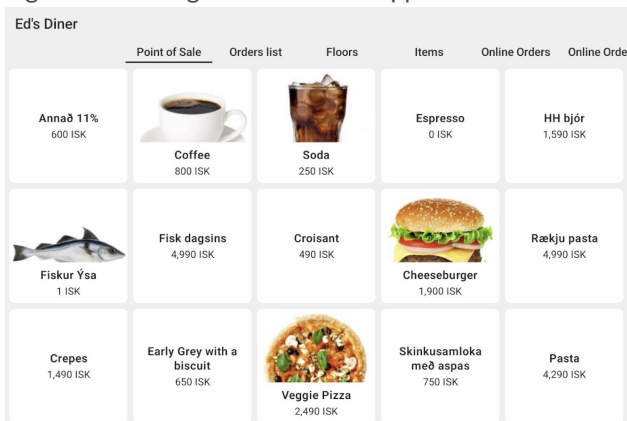 Ed's Diner
Point of Sale Orders list Floors Items Online Orders Online Orde
Annað 11%
600 ISK
Coffee
800 ISK
Soda
250 ISK
Espresso
0 ISK
HH bjór
1,590 ISK
Fiskur Ýsa
1 ISK
Fisk dagsins
4,990 ISK
Croisant
490 ISK
Cheeseburger
1,900 ISK
Rækju pasta
4,990 ISK
Crepes
1,490 ISK
Early Grey with a
biscuit
650 ISK
Veggie Pizza
2,490 ISK
Skinkusamloka
með aspas
750 ISK
Pasta
4,290 ISK